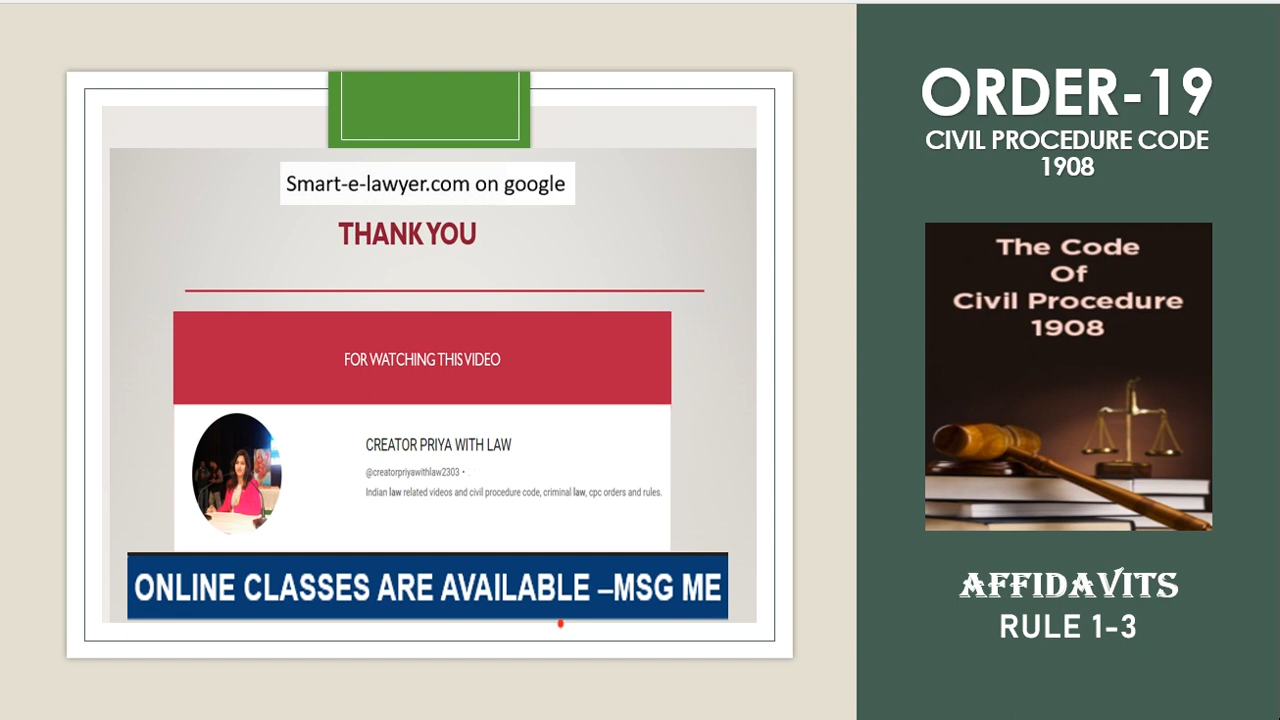 Smart-e-lawyer.com on google
THANK YOU
FOR WATCHING THIS VIDEO
CREATOR PRIYA WITH LAW
@creatorpriyawithlaw2303 •
Indian law related videos and civil procedure code, criminal law, cpc orders and rules.
ONLINE CLASSES ARE AVAILABLE –MSG ME
ORDER-19
CIVIL PROCEDURE CODE
1908
The Code
Of
Civil Procedure
1908
AFFIDAVITS
RULE 1-3